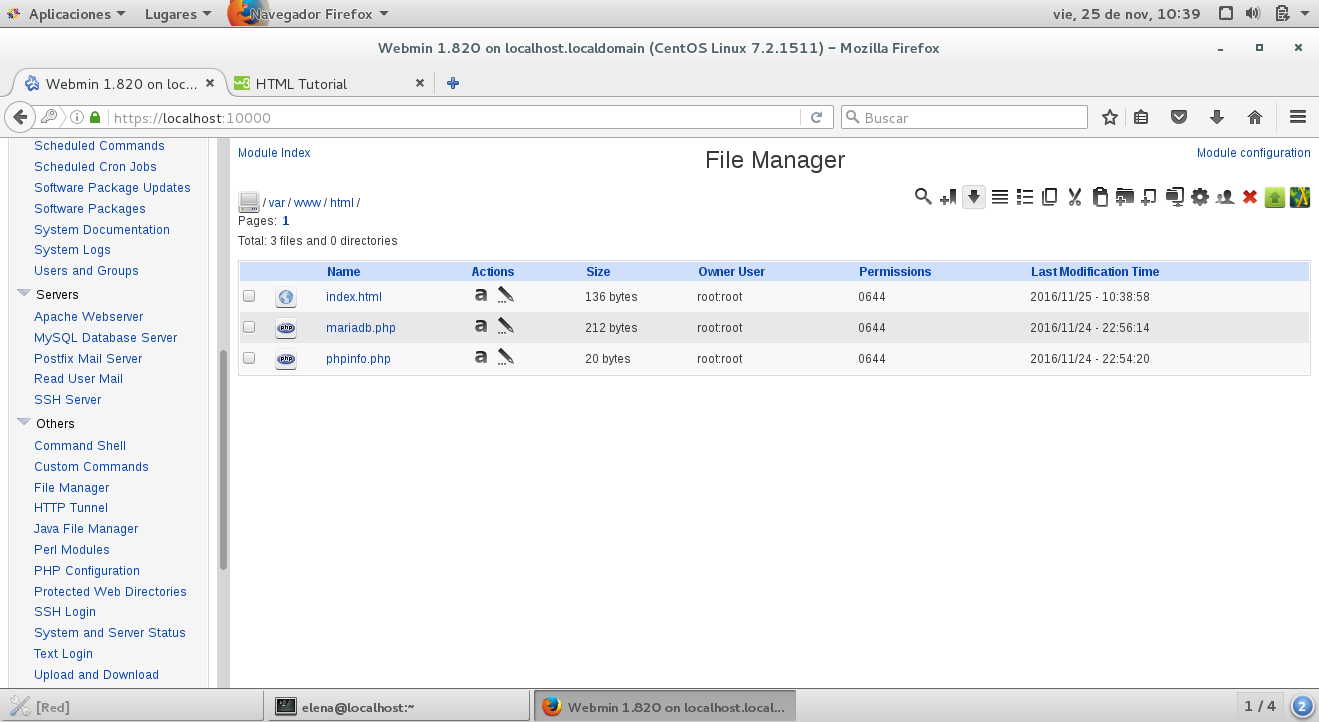 Aplicaciones Lugares Navegador Firefox vie, 25 de nov, 10:39
Webmin 1.820 on localhost.localdomain (CentOS Linux 7.2.1511) – Mozilla Firefox
Webmin 1.820 on loc... HTML Tutorial
https://localhost:10000 Buscar
Scheduled Commands
Scheduled Cron Jobs
Software Package Updates
Software Packages
System Documentation
System Logs
Users and Groups
Servers
Apache Webserver
MySQL Database Server
Postfix Mail Server
Read User Mail
SSH Server
Others
Command Shell
Custom Commands
File Manager
HTTP Tunnel
Java File Manager
Perl Modules
PHP Configuration
Protected Web Directories
SSH Login
System and Server Status
Text Login
Upload and Download
Module Index File Manager Module configuration
/ var / www / html /
Pages: 1
Total: 3 files and 0 directories
Name Actions Size Owner User Permissions Last Modification Time
index.html a 136 bytes root:root 0644 2016/11/25 - 10:38:58
php mariadb.php a 212 bytes root:root 0644 2016/11/24 - 22:56:14
php phpinfo.php a 20 bytes root:root 0644 2016/11/24 - 22:54:20
[Red] elena@localhost:~ Webmin 1.820 on localhost.local... 1 / 4 2